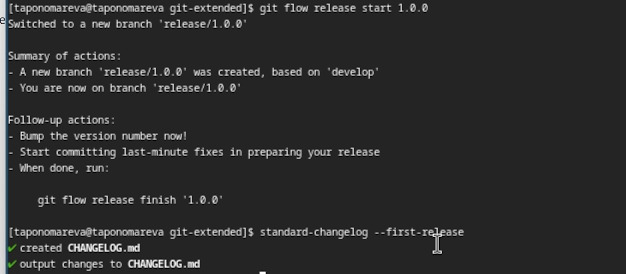 [taponomareva@taponomareva git-extended]$ git flow release start 1.0.0
Switched to a new branch 'release/1.0.0'
Summary of actions:
- A new branch 'release/1.0.0' was created, based on 'develop'
- You are now on branch 'release/1.0.0'
Follow-up actions:
- Bump the version number now!
- Start committing last-minute fixes in preparing your release
- When done, run:
git flow release finish '1.0.0'
[taponomareva@taponomareva git-extended]$ standard-changelog --first-release
✔ created CHANGELOG.md
✔ output changes to CHANGELOG.md